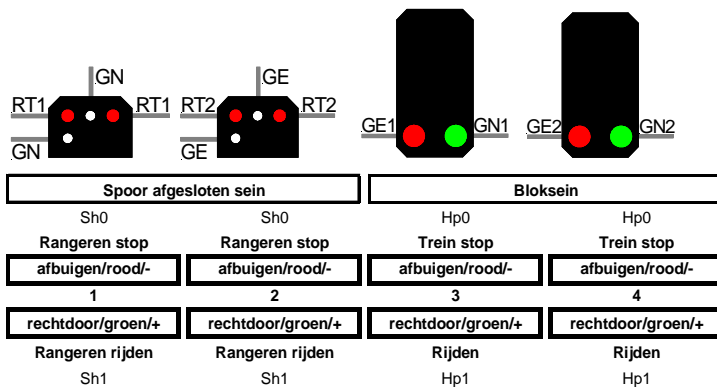 GN GE
RT1 RT1 RT2 RT2
GE1 GN1 GE2 GN2
GN GE
Spoor afgesloten sein Bloksein
Sh0 Sh0 Hp0 Hp0
Rangeren stop Rangeren stop Trein stop Trein stop
afbuigen/rood/- afbuigen/rood/- afbuigen/rood/- afbuigen/rood/-
1 2 3 4
rechtdoor/groen/+ rechtdoor/groen/+ rechtdoor/groen/+ rechtdoor/groen/+
Rangeren rijden Rangeren rijden Rijden Rijden
Sh1 Sh1 Hp1 Hp1